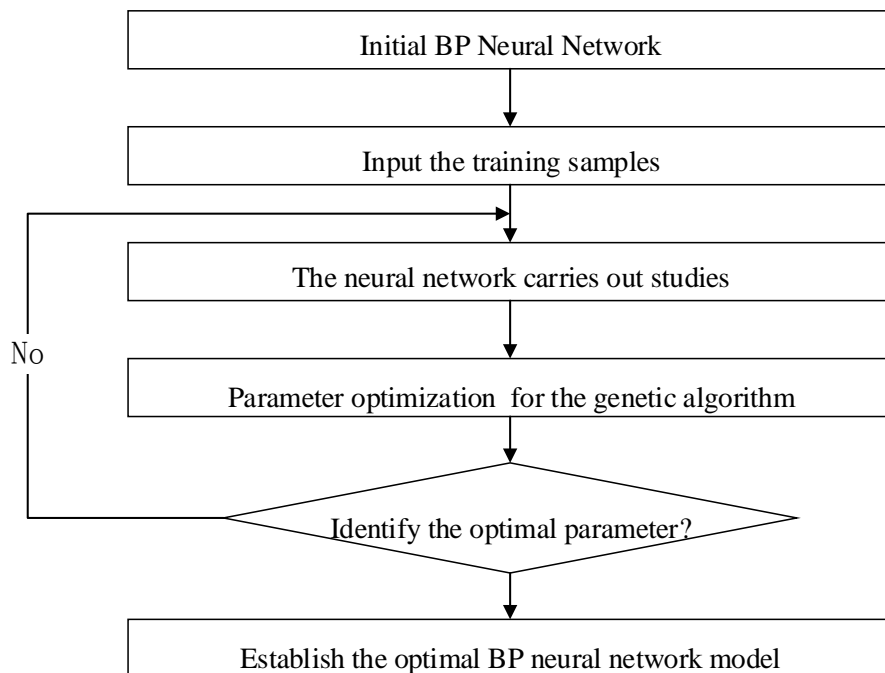 Initial BP Neural Network
Input the training samples
The neural network carries out studies
No
Parameter optimization for the genetic algorithm
Identify the optimal parameter?
Establish the optimal BP neural network model